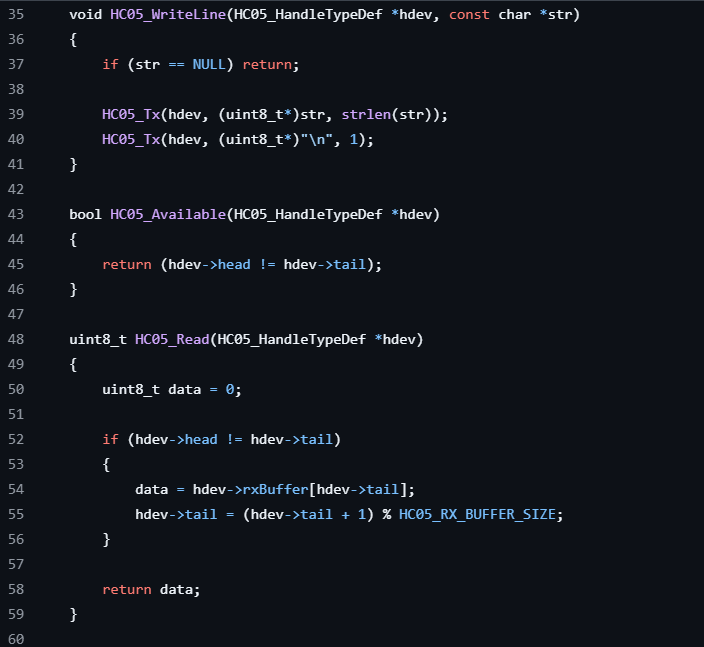 35 void HC05_WriteLine(HC05_HandleTypeDef *hdev, const char *str)
36 {
37     if (str == NULL) return;
38
39     HC05_Tx(hdev, (uint8_t*)str, strlen(str));
40     HC05_Tx(hdev, (uint8_t*)"\n", 1);
41 }
42
43 bool HC05_Available(HC05_HandleTypeDef *hdev)
44 {
45     return (hdev->head != hdev->tail);
46 }
47
48 uint8_t HC05_Read(HC05_HandleTypeDef *hdev)
49 {
50     uint8_t data = 0;
51
52     if (hdev->head != hdev->tail)
53     {
54         data = hdev->rxBuffer[hdev->tail];
55         hdev->tail = (hdev->tail + 1) % HC05_RX_BUFFER_SIZE;
56     }
57
58     return data;
59 }
60